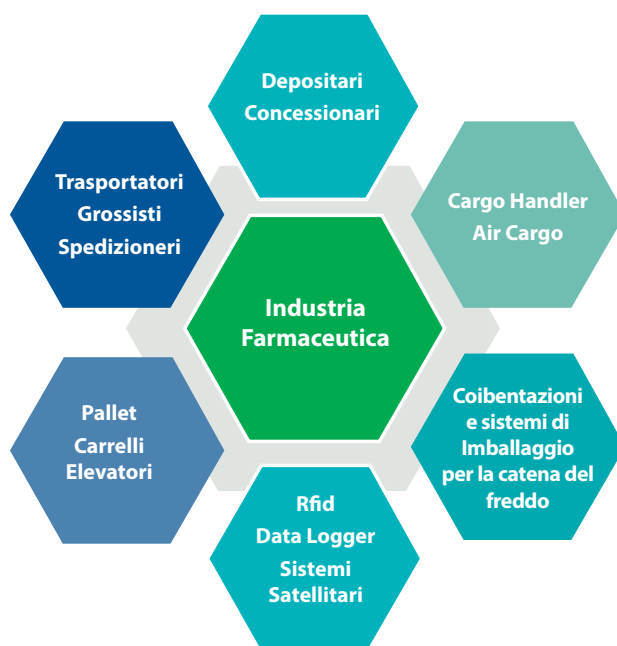 Depositari
Concessionari
Trasportatori
Grossisti
Spedizioneri
Cargo Handler
Air Cargo
Industria
Farmaceutica
Pallet
Carrelli
Elevatori
Coibentazioni
e sistemi di
Imballaggio
per la catena del
freddo
Rfid
Data Logger
Sistemi
Satellitari